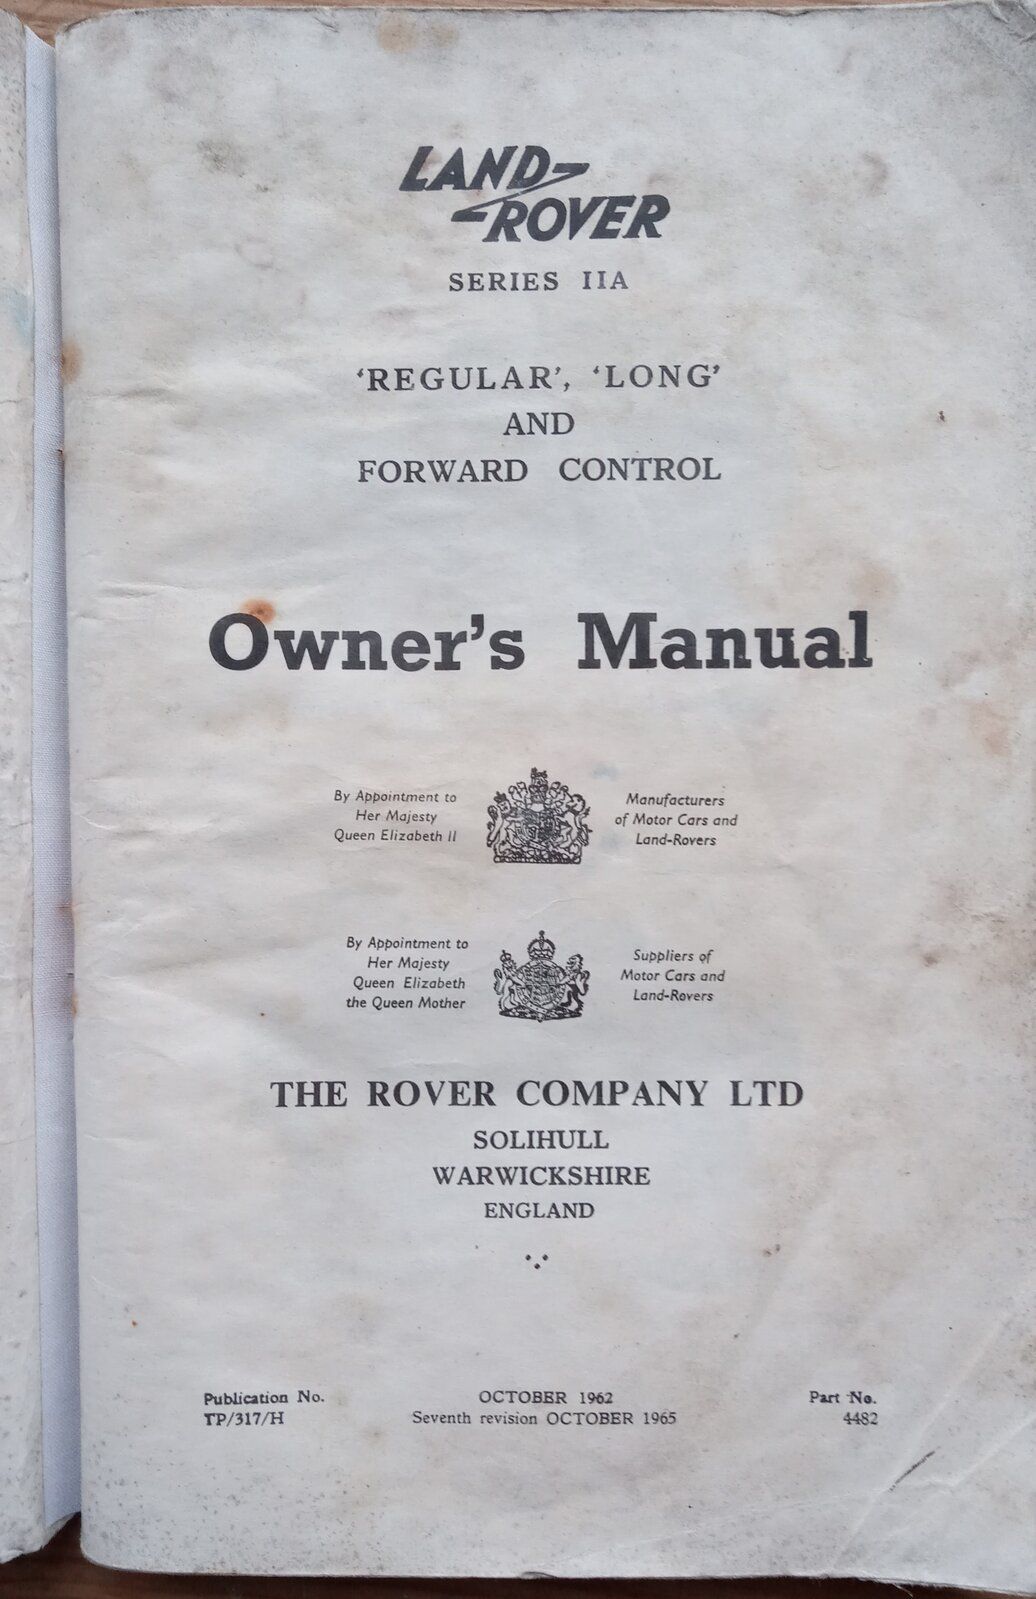 LAND-
ROVER
SERIES IIA
‘REGULAR’, ‘LONG’
AND
FORWARD CONTROL
Owner’s Manual
By Appointment to
Her Majesty
Queen Elizabeth II
Manufacturers
of Motor Cars and
Land-Rovers
By Appointment to
Her Majesty
Queen Elizabeth
the Queen Mother
Suppliers of
Motor Cars and
Land-Rovers
THE ROVER COMPANY LTD
SOLIHULL
WARWICKSHIRE
ENGLAND
Publication No.
TP/317/H
OCTOBER 1962
Seventh revision OCTOBER 1965
Part No.
4482